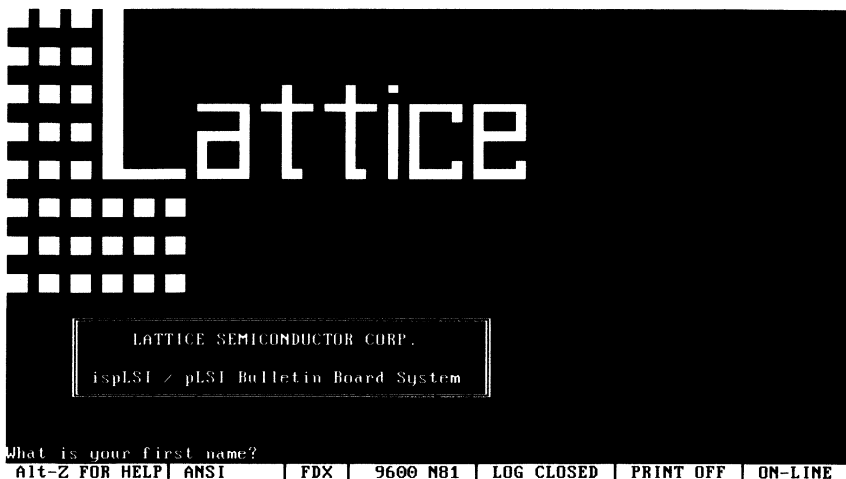 Lattice
LATTICE SEMICONDUCTOR CORP.
ispLSI / pLSI Bulletin Board System
What is your first name?
Alt-Z FOR HELP | ANSI | FDX | 9600 N81 | LOG CLOSED | PRINT OFF | ON-LINE